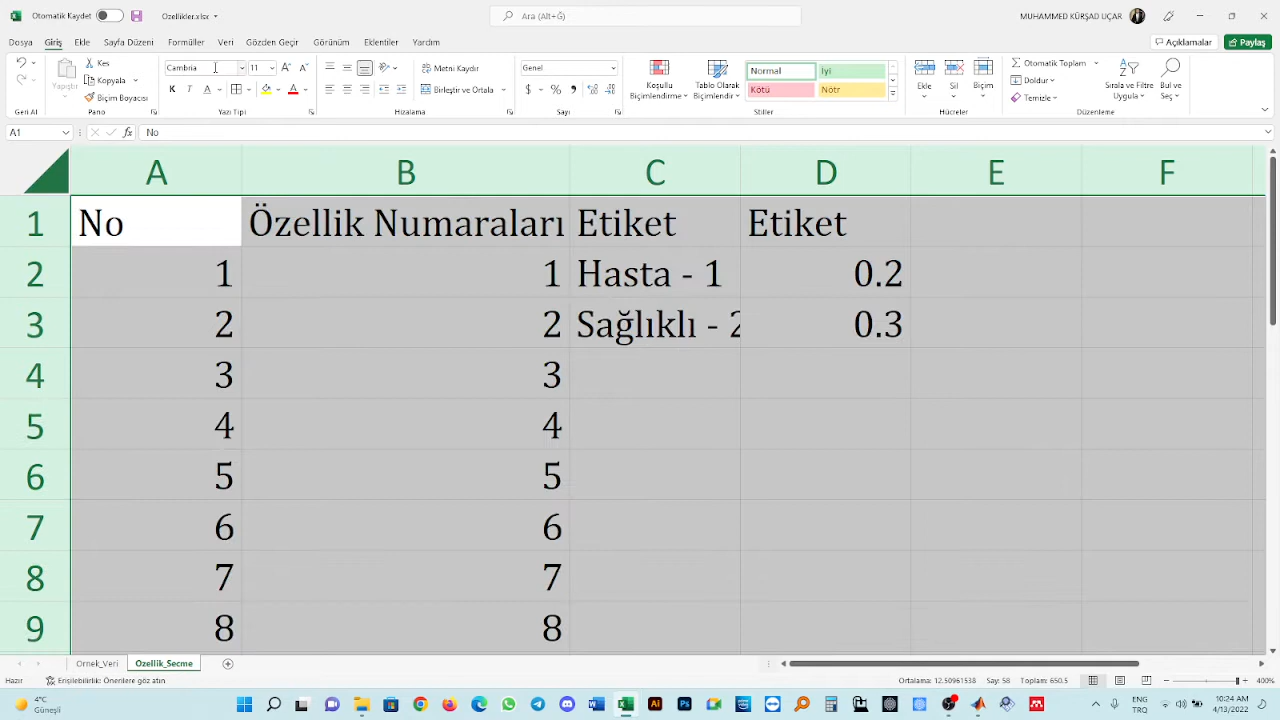 Otomatik Kaydet
Özellikler.xlsx
Ara (Alt+Ğ)
MUHAMMED KÜRŞAD UÇAR
Dosya Giriş Ekle Sayfa Düzeni Formüller Veri Gözden Geçir Görünüm Eklentiler Yardım
Açıklamalar Paylaş
Yapıştır
Kes
Kopyala
Biçim Boyacısı
Cambria 11
Metni Kaydır
Birleştir ve Ortala
Genel
Koşullu Biçimlendirme
Tablo Olarak Biçimlendir
Normal İyi
Kötü Nötr
Ekle Sil Biçim
Otomatik Toplam
Doldur
Temizle
Sırala ve Filtre Uygula
Bul ve Seç
Geri Al Pano Yazı Tipi Hizalama Sayı Stiller Hücreler Düzenleme
A1 No
A B C D E F
1 No Özellik Numaraları Etiket Etiket
2 1 1 Hasta - 1 0.2
3 2 2 Sağlıklı - 2 0.3
4 3 3
5 4 4
6 5 5
7 6 6
8 7 7
9 8 8
Ornek_Veri Ozellik_Secme
Hazır Erişilebilirlik: Önerilere göz atın
Ortalama: 12.50961538 Say: 58 Toplam: 650.5 400%
4°C
Güneşli
ENG
TRQ
10:24 AM
4/13/2022